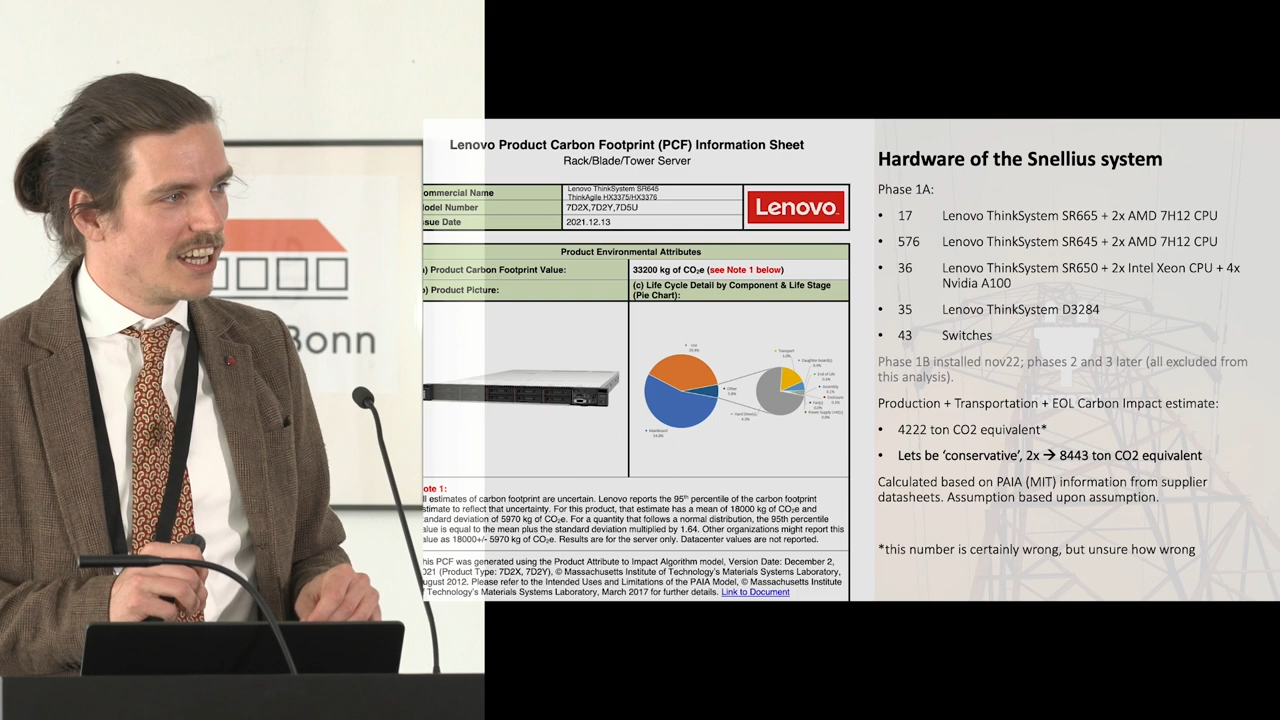 Bonn
Lenovo Product Carbon Footprint (PCF) Information Sheet
Rack/Blade/Tower Server
ommercial Name
Lenovo ThinkSystem SR645
ThinkAgile HX3375/HX3376
odel Number
7D2X,7D2Y,7D5U
sue Date
2021.12.13
Lenovo
Product Environmental Attributes
) Product Carbon Footprint Value:
33200 kg of CO₂e (see Note 1 below)
) Product Picture:
(c) Life Cycle Detail by Component & Life Stage
(Pie Chart):
Use
Transport
Other
End of Life
Assembly
Mainboard
ote 1:
ll estimates of carbon footprint are uncertain. Lenovo reports the 95th percentile of the carbon footprint
stimate to reflect that uncertainty. For this product, that estimate has a mean of 18000 kg of CO₂e and
andard deviation of 5970 kg of CO₂e. For a quantity that follows a normal distribution, the 95th percentile
alue is equal to the mean plus the standard deviation multiplied by 1.64. Other organizations might report this
alue as 18000+/- 5970 kg of CO₂e. Results are for the server only. Datacenter values are not reported.
his PCF was generated using the Product Attribute to Impact Algorithm model, Version Date: December 2,
021 (Product Type: 7D2X, 7D2Y), © Massachusetts Institute of Technology's Materials Systems Laboratory,
ugust 2012. Please refer to the Intended Uses and Limitations of the PAIA Model, © Massachusetts Institute
f Technology's Materials Systems Laboratory, March 2017 for further details. Link to Document
Hardware of the Snellius system
Phase 1A:
• 17 Lenovo ThinkSystem SR665 + 2x AMD 7H12 CPU
• 576 Lenovo ThinkSystem SR645 + 2x AMD 7H12 CPU
• 36 Lenovo ThinkSystem SR650 + 2x Intel Xeon CPU + 4x
Nvidia A100
• 35 Lenovo ThinkSystem D3284
• 43 Switches
Phase 1B installed nov22; phases 2 and 3 later (all excluded from
this analysis).
Production + Transportation + EOL Carbon Impact estimate:
• 4222 ton CO2 equivalent*
• Lets be 'conservative', 2x → 8443 ton CO2 equivalent
Calculated based on PAIA (MIT) information from supplier
datasheets. Assumption based upon assumption.
*this number is certainly wrong, but unsure how wrong